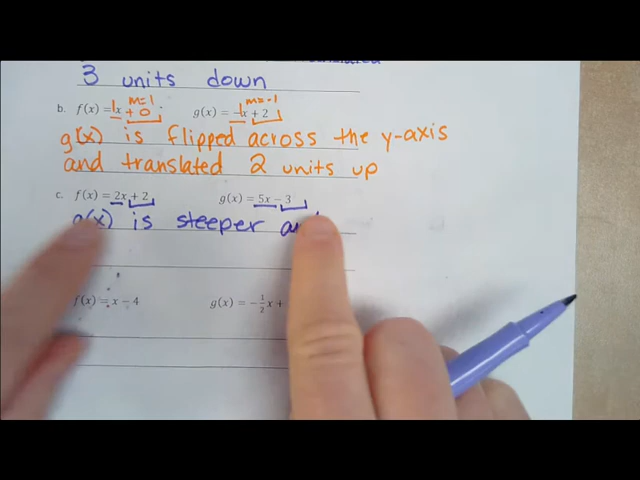 3 units down
m=1 m=-1
b. f(x) = 1x + 0 g(x) = -1x + 2
g(x) is flipped across the y-axis
and translated 2 units up
c. f(x) = 2x + 2 g(x) = 5x - 3
g(x) is steeper and
f(x) = x - 4 g(x) = -1/2x +